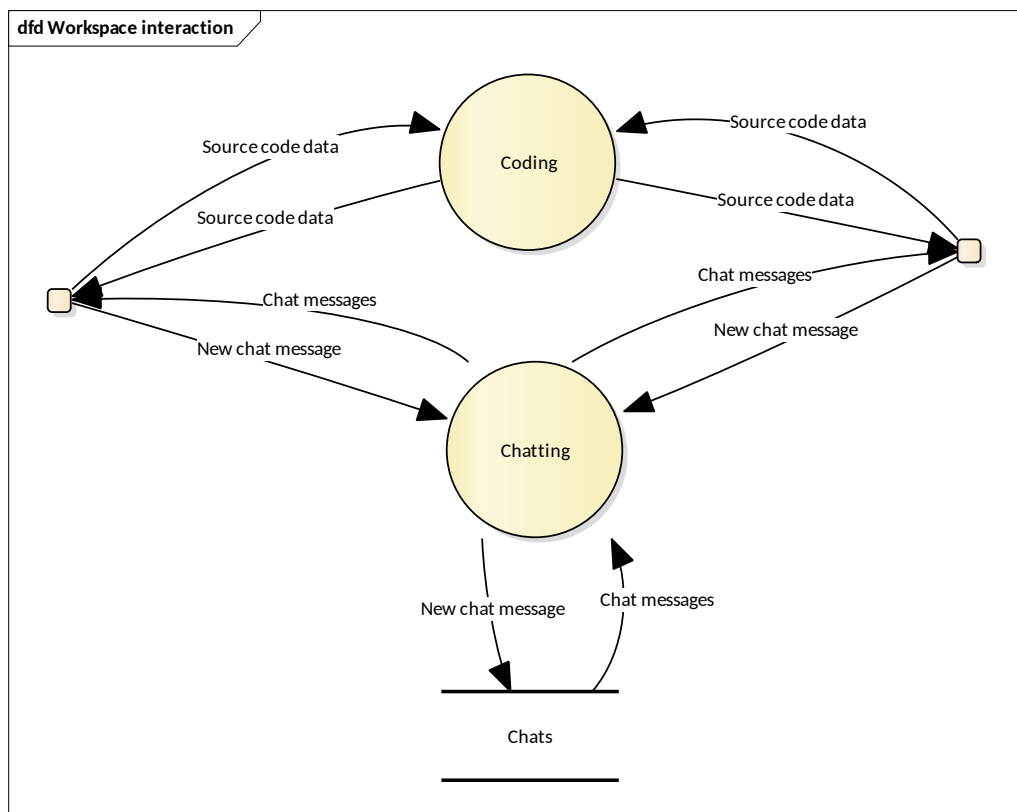 dfd Workspace interaction
Source code data
Source code data
Coding
Source code data
Source code data
Chat messages
Chat messages
New chat message
New chat message
Chatting
New chat message
Chat messages
Chats